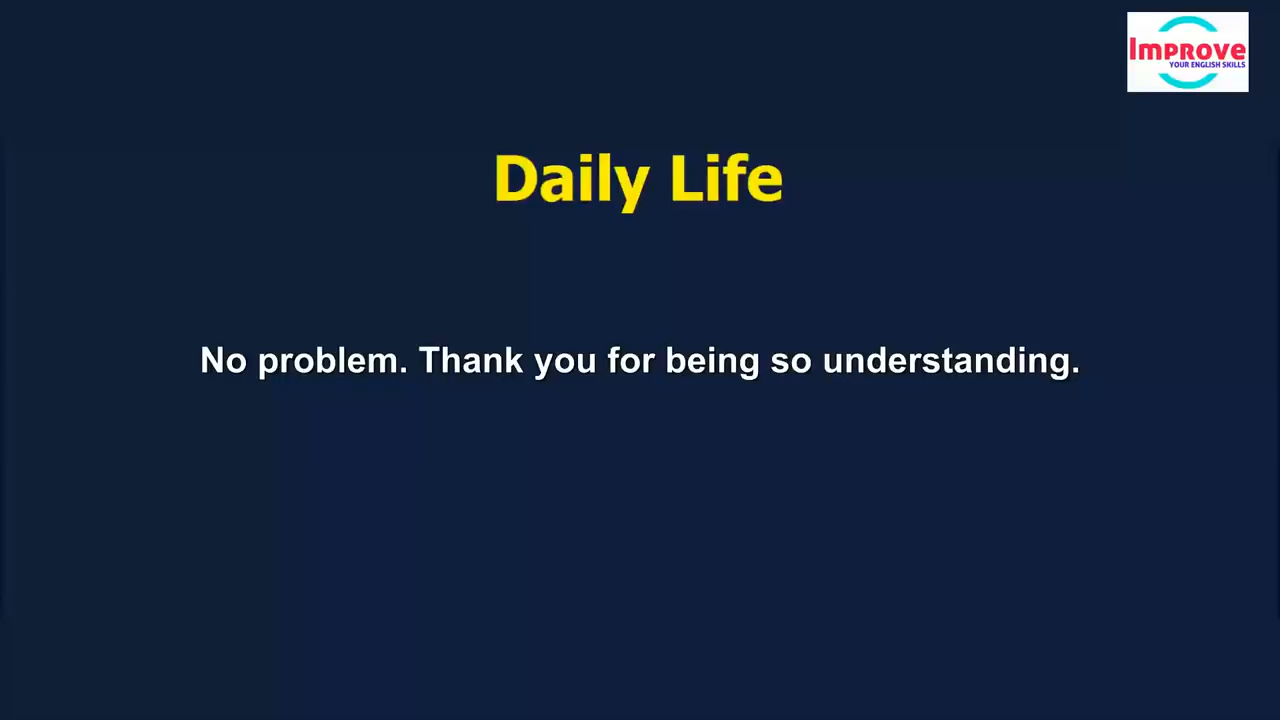 Improve
YOUR ENGLISH SKILLS
Daily Life
No problem. Thank you for being so understanding.